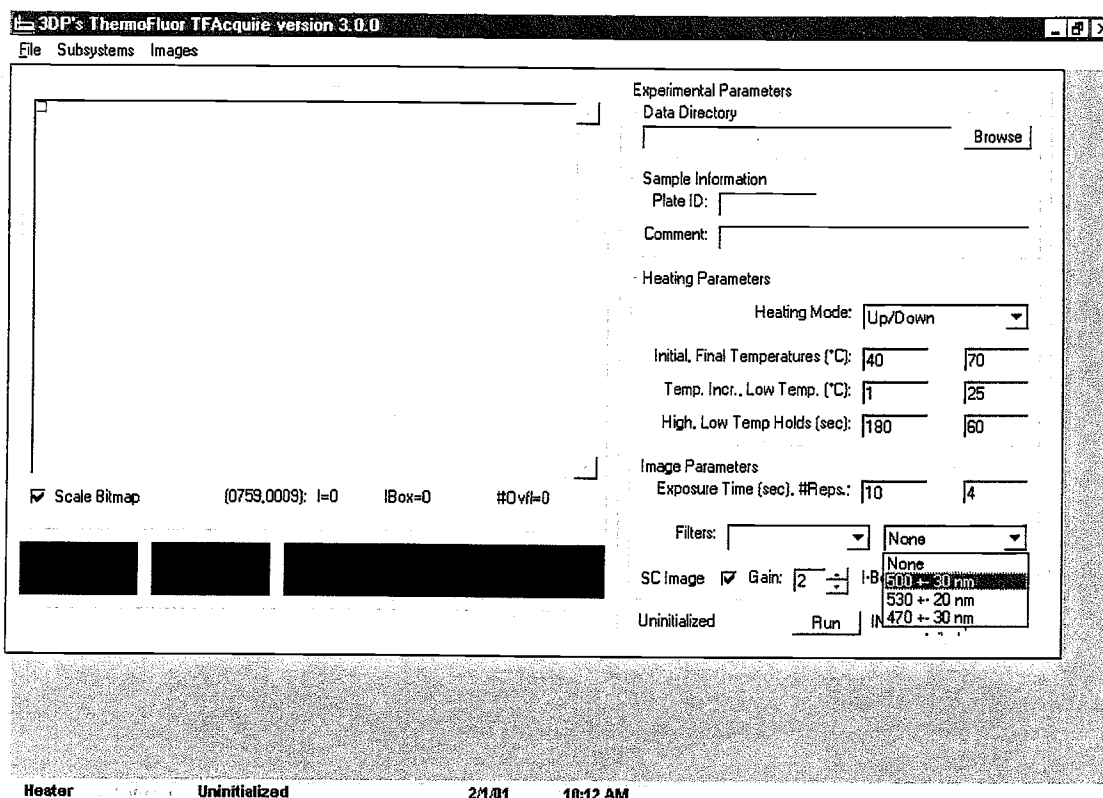 3DP's ThermoFluor TFAcquire version 3.0.0
File Subsystems Images
Experimental Parameters
Data Directory
Browse
Sample Information
Plate ID:
Comment:
Heating Parameters
Heating Mode: Up/Down
Initial, Final Temperatures (°C): 40 70
Temp. Incr., Low Temp. (°C): 1 25
High, Low Temp Holds (sec): 180 60
Image Parameters
Exposure Time (sec), #Reps.: 10 4
Scale Bitmap (0759,0009): I=0 IBox=0 #Ovfl=0
Filters: None
None
500 +- 30 nm
530 +- 20 nm
470 +- 30 nm
SC Image Gain: 2
Uninitialized Run
Heater Uninitialized 2/1/01 10:12 AM